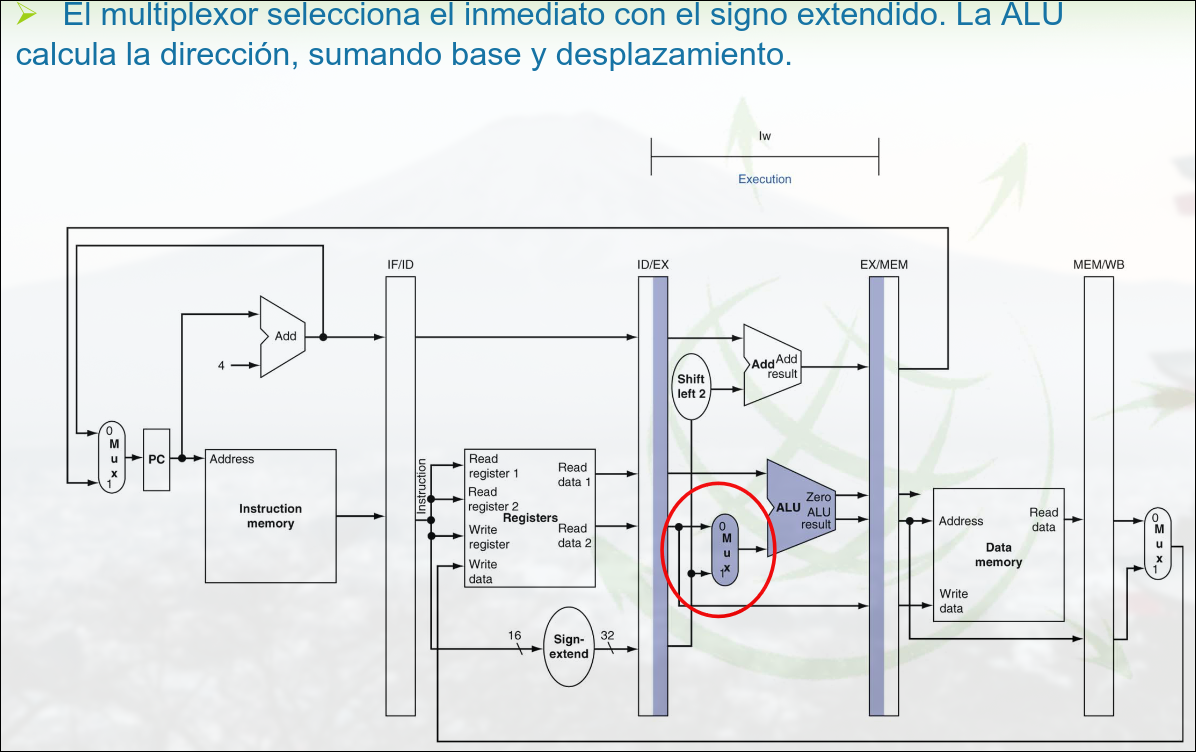 ➢ El multiplexor selecciona el inmediato con el signo extendido. La ALU
calcula la dirección, sumando base y desplazamiento.
lw
Execution
IF/ID
ID/EX
EX/MEM
MEM/WB
Add
4
Shift
left 2
Add
Add
result
0
M
u
x
1
PC
Address
Instruction
memory
Instruction
Read
register 1
Read
register 2
Write
register
Write
data
Registers
Read
data 1
Read
data 2
16
Sign-
extend
32
0
M
u
x
1
ALU
Zero
ALU
result
Address
Write
data
Data
memory
Read
data
0
M
u
x
1